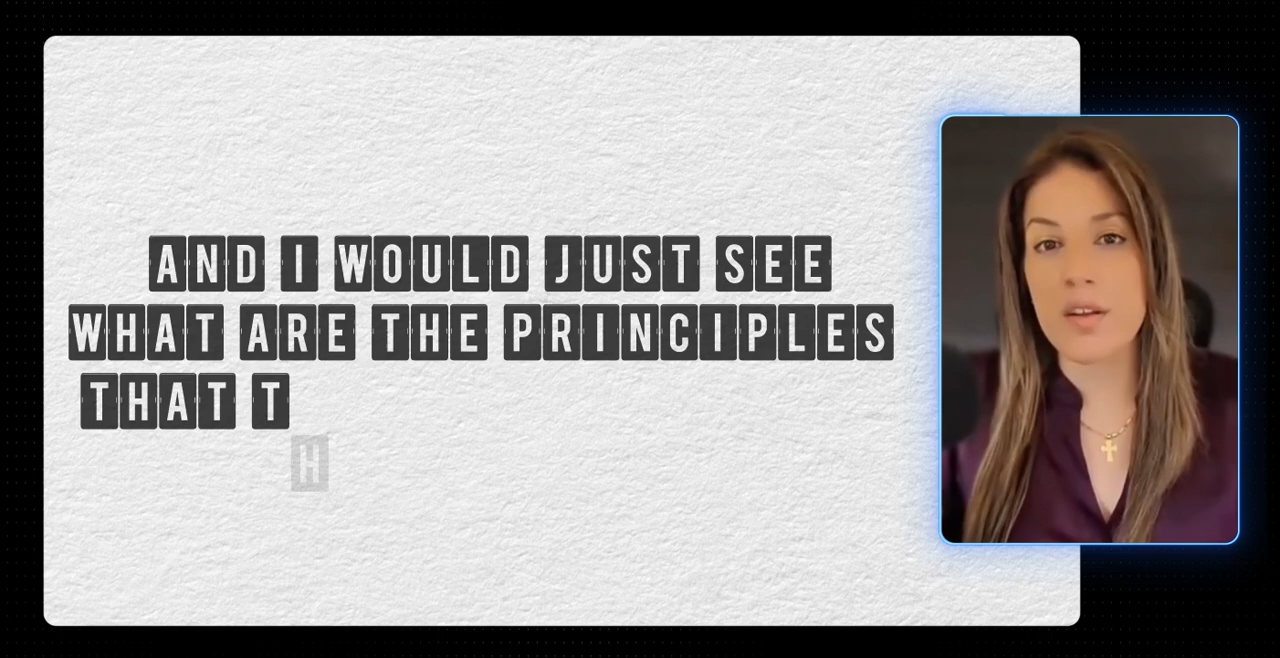 AND I WOULD JUST SEE
WHAT ARE THE PRINCIPLES
THAT T
H